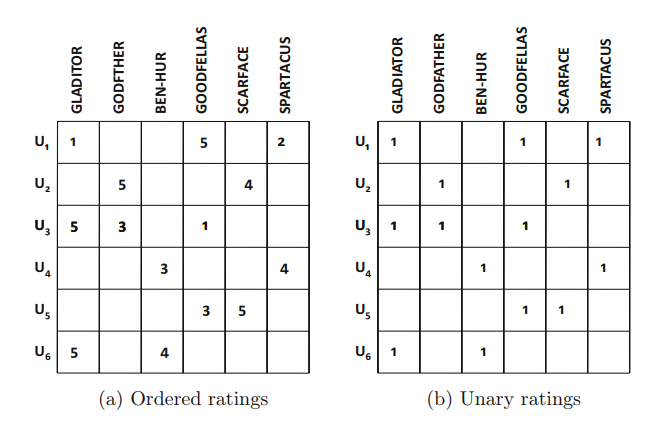 GLADITOR GODFTHER BEN-HUR GOODFELLAS SCARFACE SPARTACUS
U1 1 5 2
U2 5 4
U3 5 3 1
U4 3 4
U5 3 5
U6 5 4
(a) Ordered ratings
GLADIATOR GODFATHER BEN-HUR GOODFELLAS SCARFACE SPARTACUS
U1 1 1 1
U2 1 1
U3 1 1 1
U4 1 1
U5 1 1
U6 1 1
(b) Unary ratings